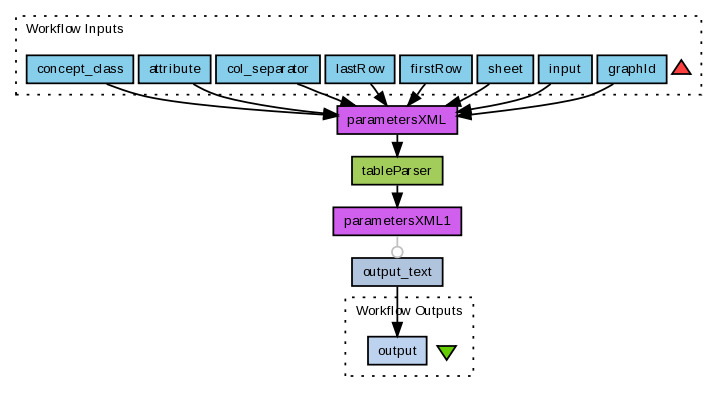 Workflow Inputs
concept_class attribute col_separator lastRow firstRow sheet input graphId
parametersXML
tableParser
parametersXML1
output_text
Workflow Outputs
output